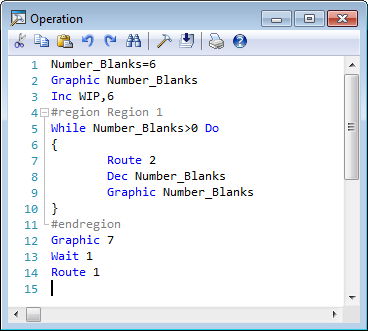 Operation
1 Number_Blanks=6
2 Graphic Number_Blanks
3 Inc WIP,6
4 #region Region 1
5 While Number_Blanks>0 Do
6 {
7 Route 2
8 Dec Number_Blanks
9 Graphic Number_Blanks
10 }
11 #endregion
12 Graphic 7
13 Wait 1
14 Route 1
15